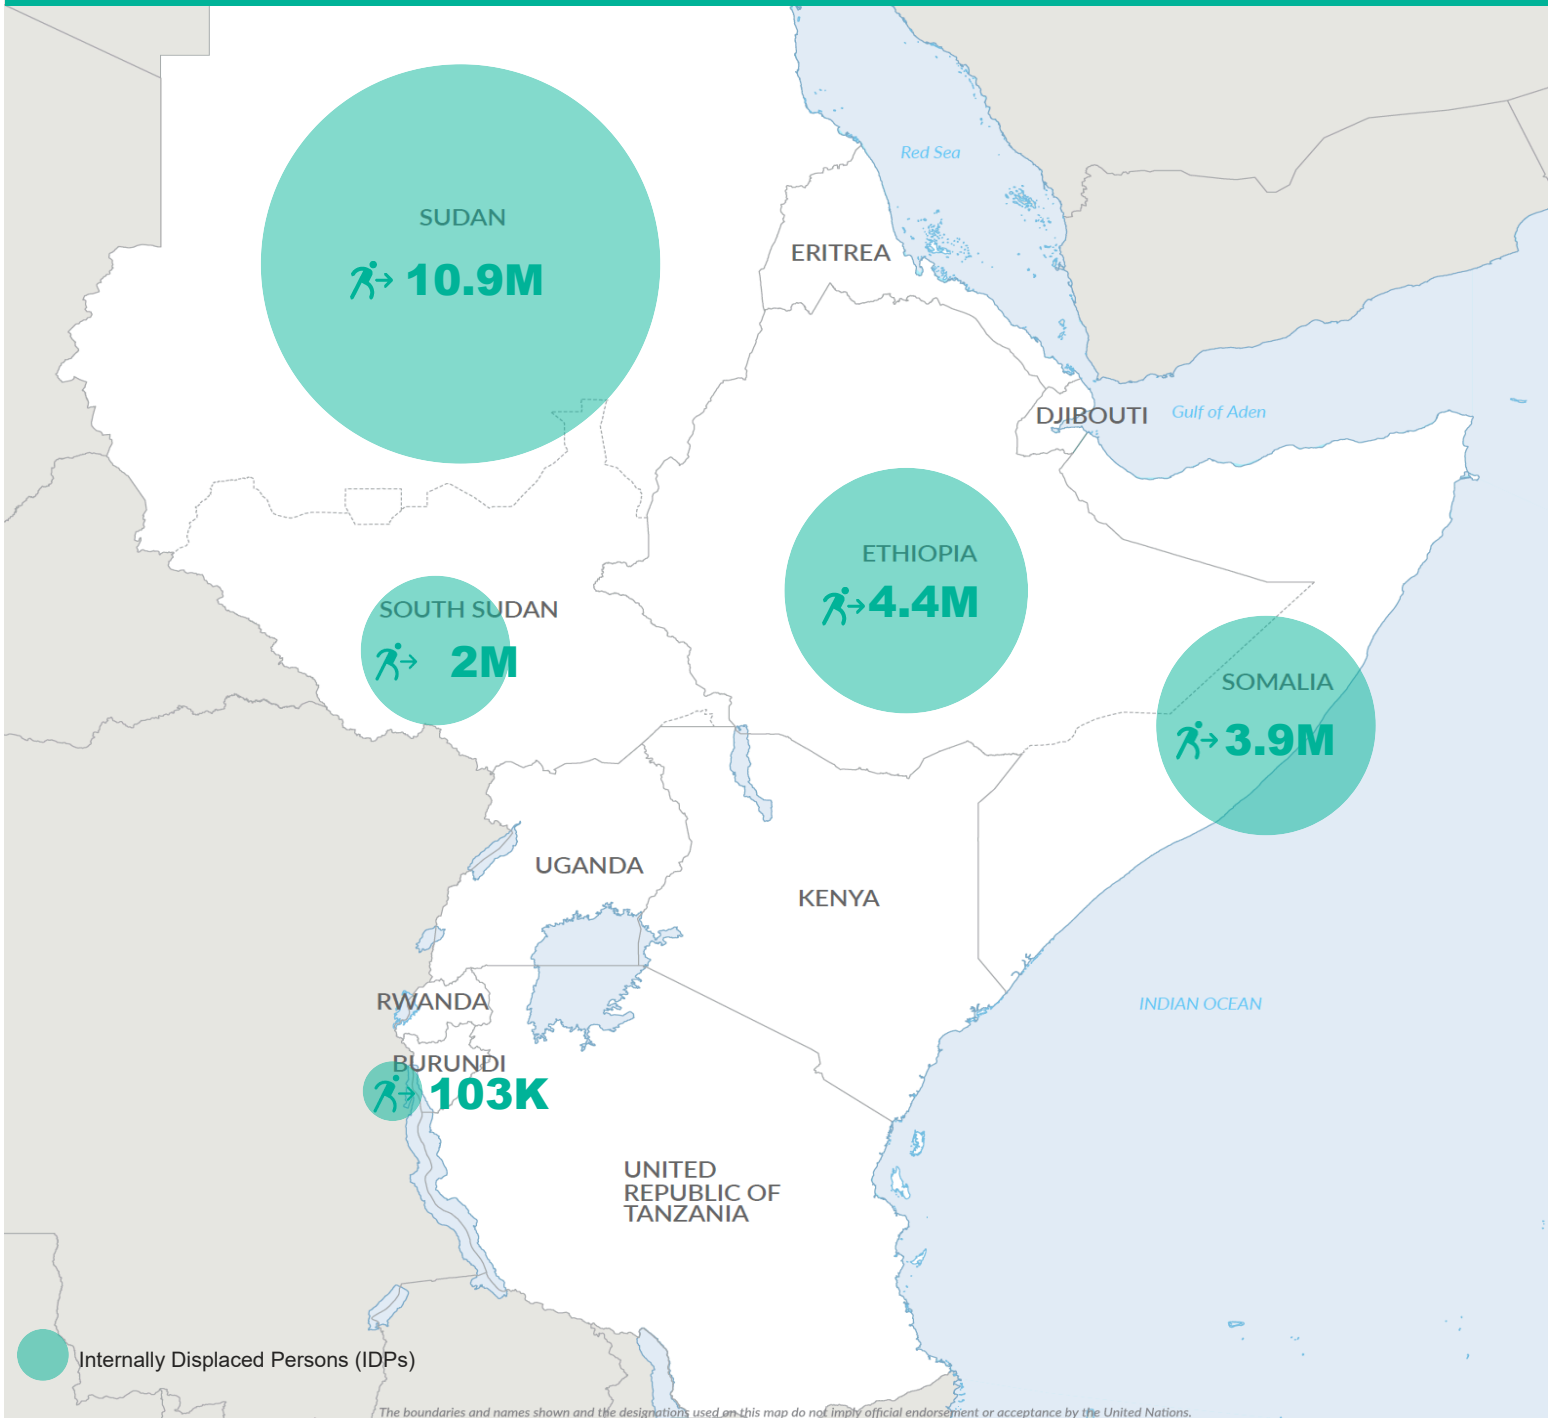 Red Sea
SUDAN
ERITREA
10.9M
DJIBOUTI
Gulf of Aden
ETHIOPIA
4.4M
SOUTH SUDAN
2M
SOMALIA
3.9M
UGANDA
KENYA
RWANDA
INDIAN OCEAN
BURUNDI
103K
UNITED
REPUBLIC OF
TANZANIA
Internally Displaced Persons (IDPs)
The boundaries and names shown and the designations used on this map do not imply official endorsement or acceptance by the United Nations.